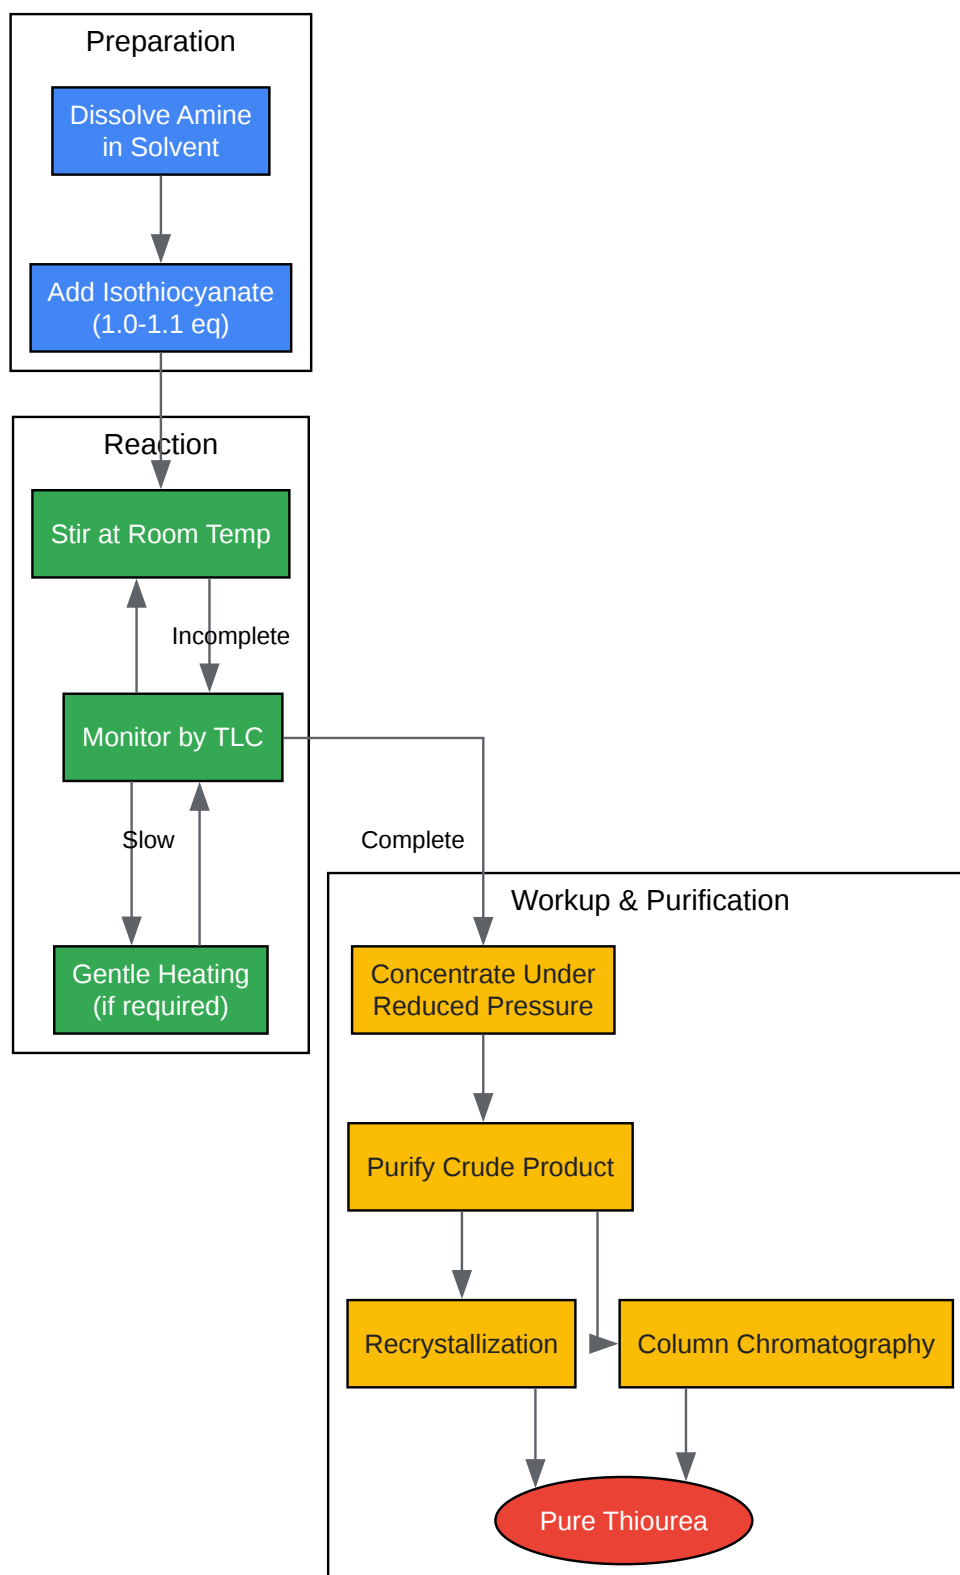 Preparation
Dissolve Amine
in Solvent
Add Isothiocyanate
(1.0-1.1 eq)
Reaction
Stir at Room Temp
Incomplete
Monitor by TLC
Slow
Complete
Gentle Heating
(if required)
Workup & Purification
Concentrate Under
Reduced Pressure
Purify Crude Product
Recrystallization
Column Chromatography
Pure Thiourea